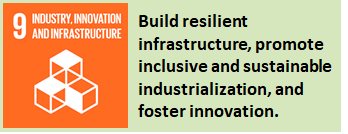 9 INDUSTRY, INNOVATION
AND INFRASTRUCTURE
Build resilient
infrastructure, promote
inclusive and sustainable
industrialization, and
foster innovation.